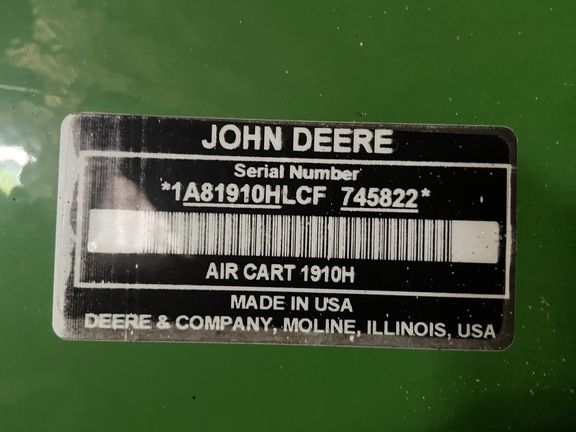 JOHN DEERE
Serial Number
*1A81910HLCF 745822*
AIR CART 1910H
MADE IN USA
DEERE & COMPANY, MOLINE, ILLINOIS, USA